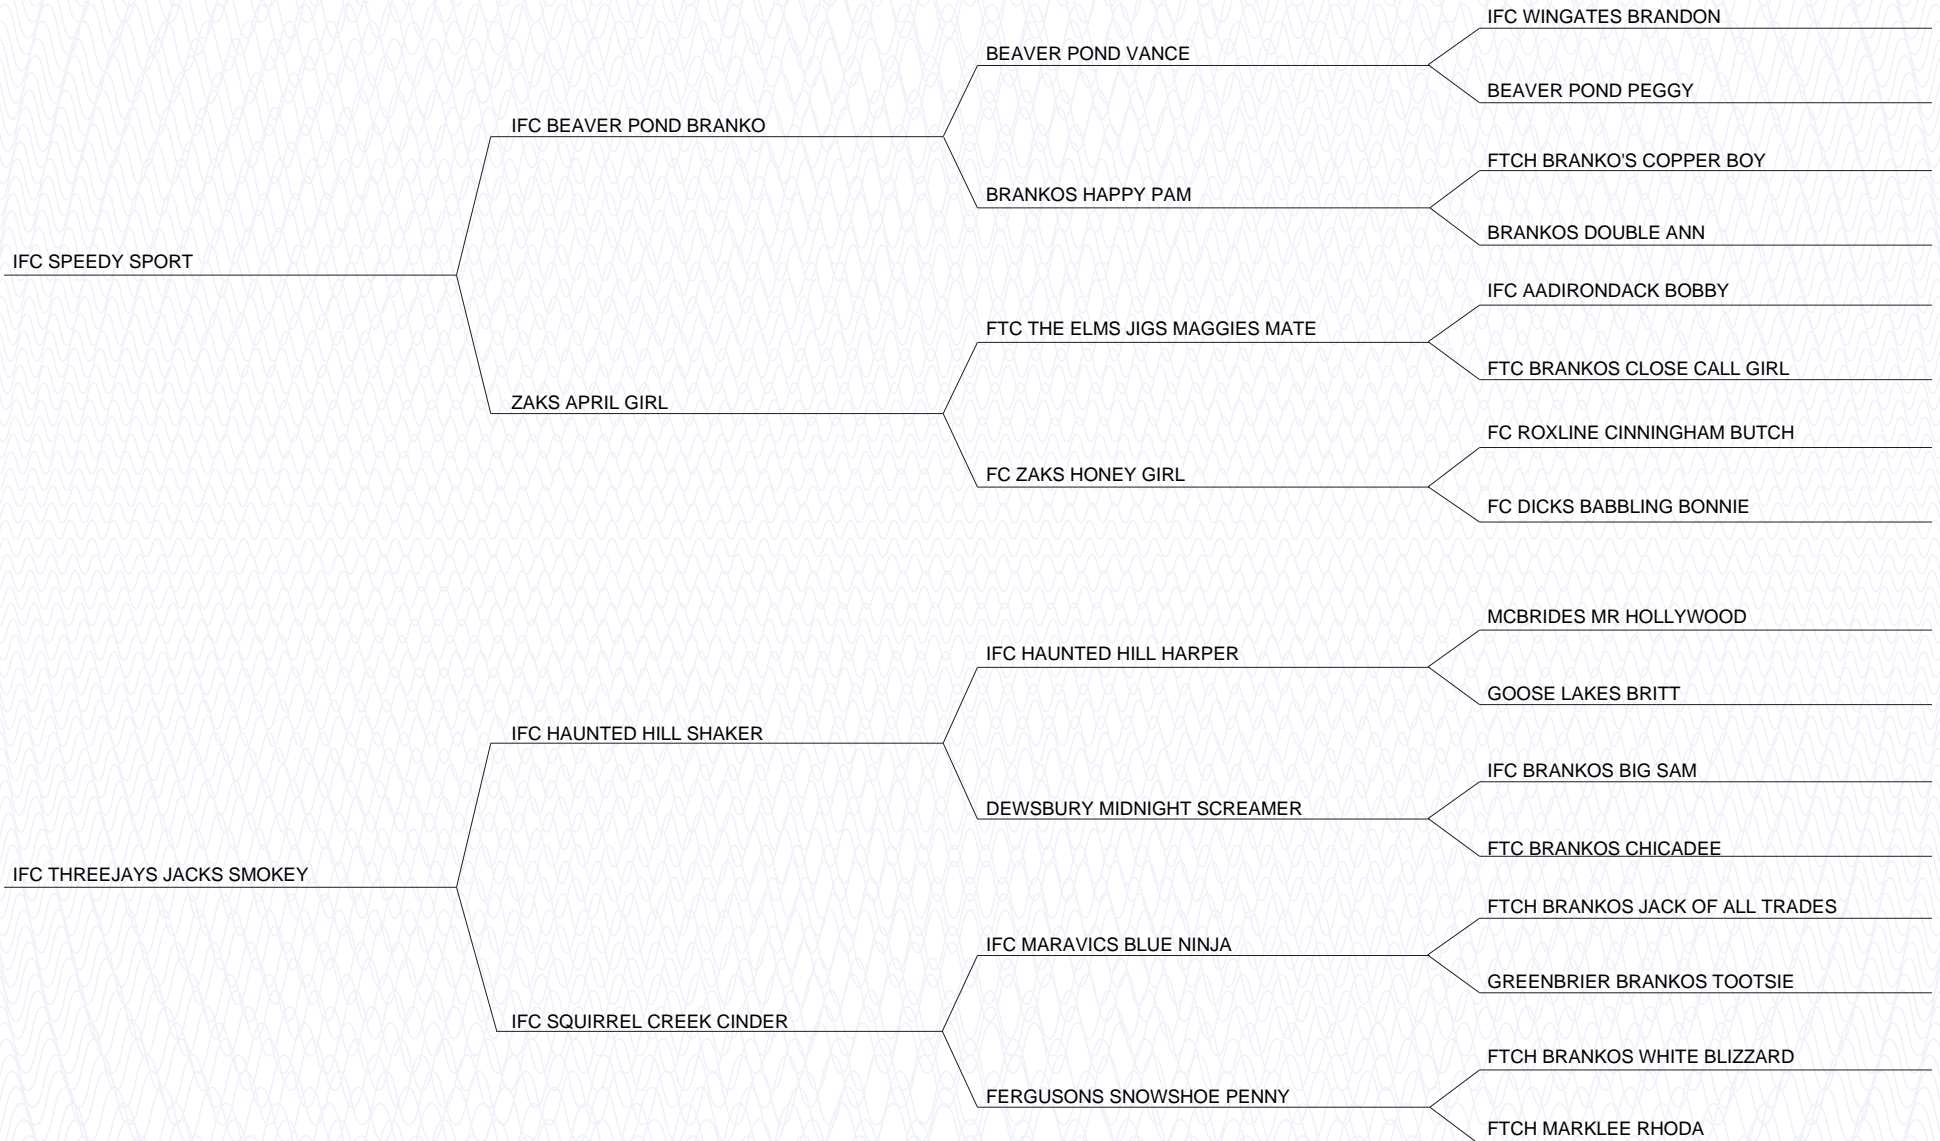 IFC WINGATES BRANDON
BEAVER POND VANCE
BEAVER POND PEGGY
IFC BEAVER POND BRANKO
FTCH BRANKO'S COPPER BOY
BRANKOS HAPPY PAM
BRANKOS DOUBLE ANN
IFC SPEEDY SPORT
IFC AADIRONDACK BOBBY
FTC THE ELMS JIGS MAGGIES MATE
FTC BRANKOS CLOSE CALL GIRL
ZAKS APRIL GIRL
FC ROXLINE CINNINGHAM BUTCH
FC ZAKS HONEY GIRL
FC DICKS BABBLING BONNIE
MCBRIDES MR HOLLYWOOD
IFC HAUNTED HILL HARPER
GOOSE LAKES BRITT
IFC HAUNTED HILL SHAKER
IFC BRANKOS BIG SAM
DEWSBURY MIDNIGHT SCREAMER
FTC BRANKOS CHICADEE
IFC THREEJAYS JACKS SMOKEY
FTCH BRANKOS JACK OF ALL TRADES
IFC MARAVICS BLUE NINJA
GREENBRIER BRANKOS TOOTSIE
IFC SQUIRREL CREEK CINDER
FTCH BRANKOS WHITE BLIZZARD
FERGUSONS SNOWSHOE PENNY
FTCH MARKLEE RHODA